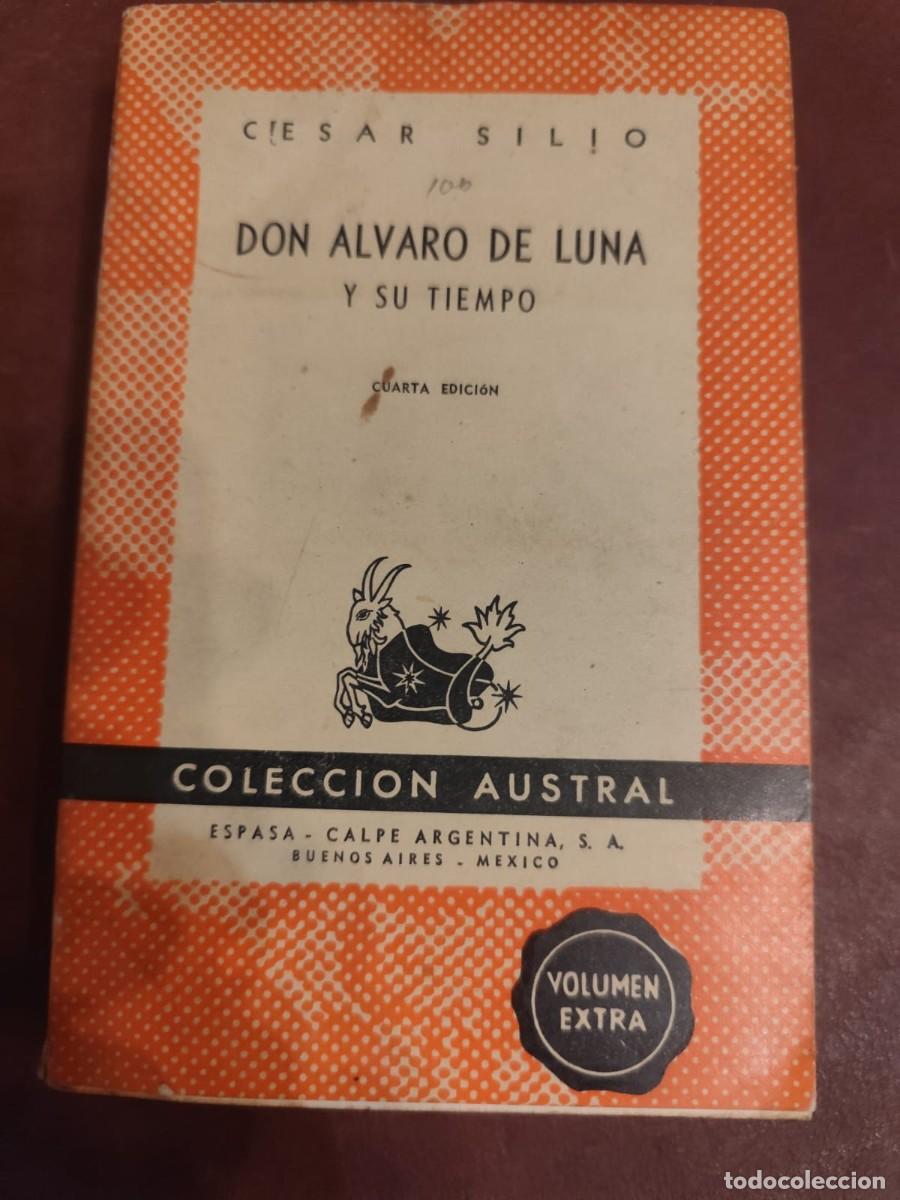 CESAR SILIO
100
DON ALVARO DE LUNA
Y SU TIEMPO
CUARTA EDICIÓN
COLECCION AUSTRAL
ESPASA - CALPE ARGENTINA, S. A.
BUENOS AIRES - MEXICO
VOLUMEN
EXTRA
todocoleccion